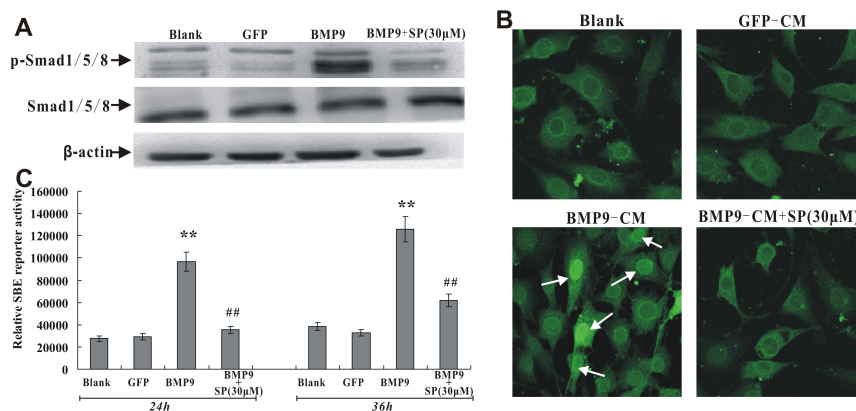 A
Blank GFP BMP9 BMP9+SP(30μM)
p-Smad1/5/8
Smad1/5/8
β-actin
B
Blank GFP-CM
BMP9-CM BMP9-CM+SP(30μM)
C
Relative SBE reporter activity
160000
140000
120000
100000
80000
60000
40000
20000
0
** ## ** ##
Blank GFP BMP9 BMP9 + SP(30μM) Blank GFP BMP9 BMP9 + SP(30μM)
24h 36h